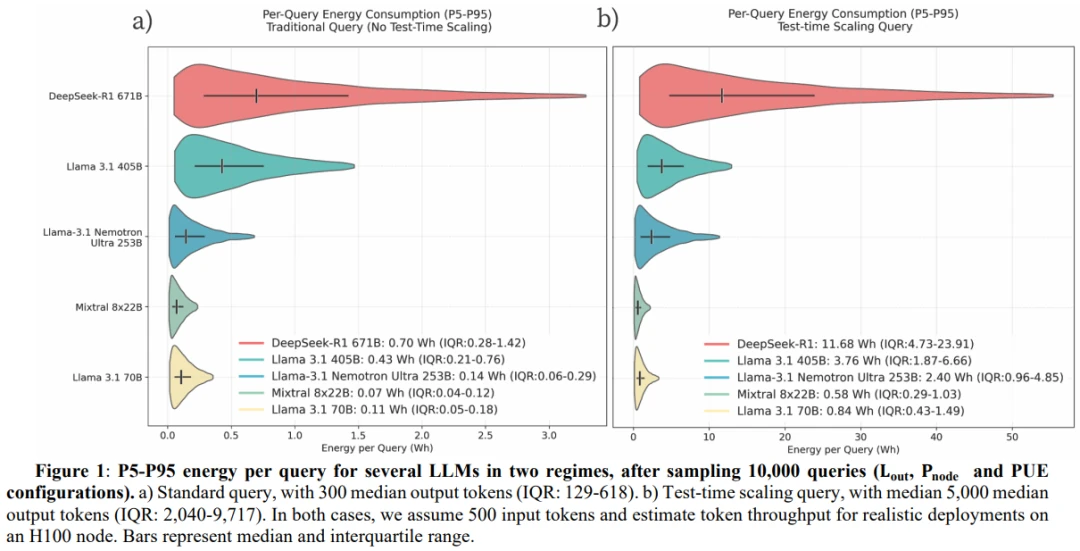 a)
Per-Query Energy Consumption (P5-P95)
Traditional Query (No Test-Time Scaling)
DeepSeek-R1 671B
Llama 3.1 405B
Llama-3.1 Nemotron
Ultra 253B
Mixtral 8x22B
Llama 3.1 70B
DeepSeek-R1 671B: 0.70 Wh (IQR:0.28-1.42)
Llama 3.1 405B: 0.43 Wh (IQR:0.21-0.76)
Llama-3.1 Nemotron Ultra 253B: 0.14 Wh (IQR:0.06-0.29)
Mixtral 8x22B: 0.07 Wh (IQR:0.04-0.12)
Llama 3.1 70B: 0.11 Wh (IQR:0.05-0.18)
0.0 0.5 1.0 1.5 2.0 2.5 3.0
Energy per Query (Wh)
b)
Per-Query Energy Consumption (P5-P95)
Test-time Scaling Query
DeepSeek-R1: 11.68 Wh (IQR:4.73-23.91)
Llama 3.1 405B: 3.76 Wh (IQR:1.87-6.66)
Llama-3.1 Nemotron Ultra 253B: 2.40 Wh (IQR:0.96-4.85)
Mixtral 8x22B: 0.58 Wh (IQR:0.29-1.03)
Llama 3.1 70B: 0.84 Wh (IQR:0.43-1.49)
0 10 20 30 40 50
Energy per Query (Wh)
Figure 1: P5-P95 energy per query for several LLMs in two regimes, after sampling 10,000 queries (Lout, Pnode and PUE
configurations). a) Standard query, with 300 median output tokens (IQR: 129-618). b) Test-time scaling query, with median 5,000 median
output tokens (IQR: 2,040-9,717). In both cases, we assume 500 input tokens and estimate token throughput for realistic deployments on
an H100 node. Bars represent median and interquartile range.